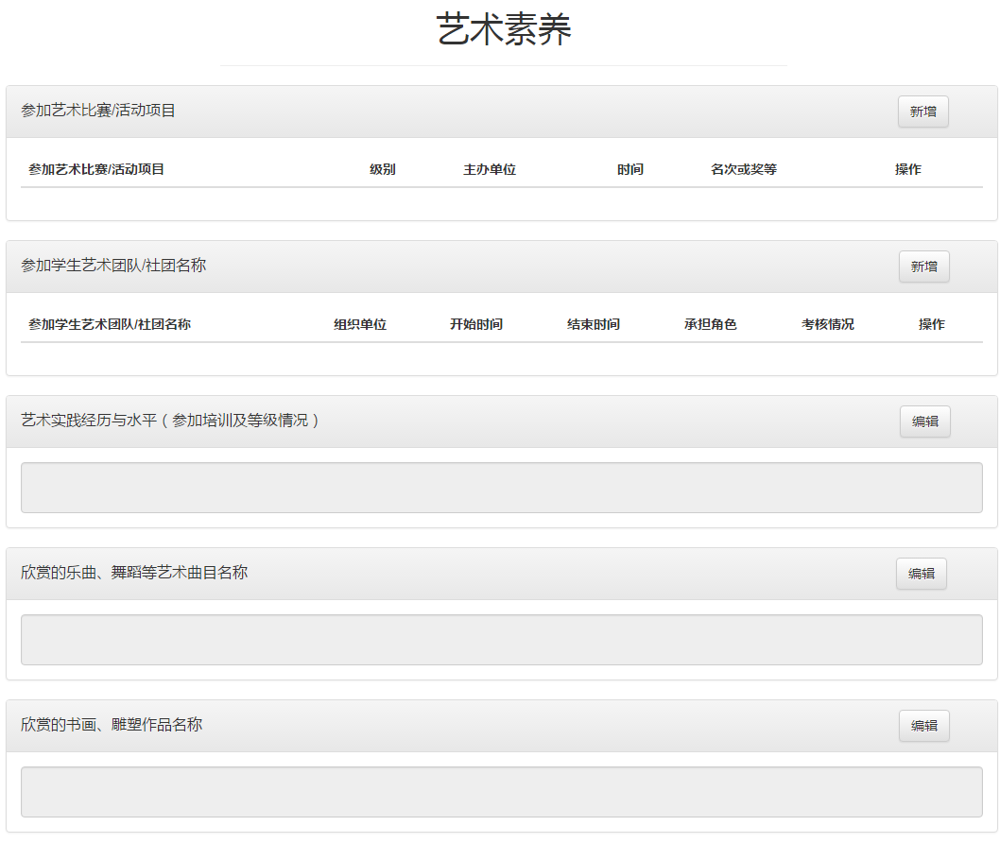 艺术素养
参加艺术比赛/活动项目 新增
参加艺术比赛/活动项目 级别 主办单位 时间 名次或奖等 操作
参加学生艺术团队/社团名称 新增
参加学生艺术团队/社团名称 组织单位 开始时间 结束时间 承担角色 考核情况 操作
艺术实践经历与水平（参加培训及等级情况） 编辑
欣赏的乐曲、舞蹈等艺术曲目名称 编辑
欣赏的书画、雕塑作品名称 编辑